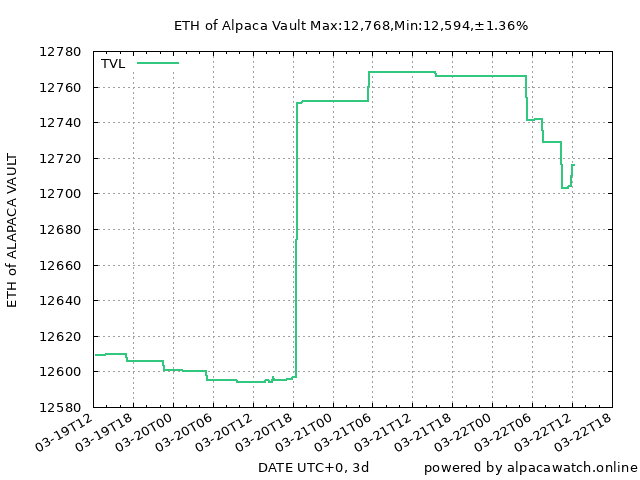 ETH of Alpaca Vault Max:12,768,Min:12,594,±1.36%
TVL
ETH of ALAPACA VAULT
12780
12760
12740
12720
12700
12680
12660
12640
12620
12600
12580
03-19T12
03-19T18
03-20T00
03-20T06
03-20T12
03-20T18
03-21T00
03-21T06
03-21T12
03-21T18
03-22T00
03-22T06
03-22T12
03-22T18
DATE UTC+0, 3d
powered by alpacawatch.online